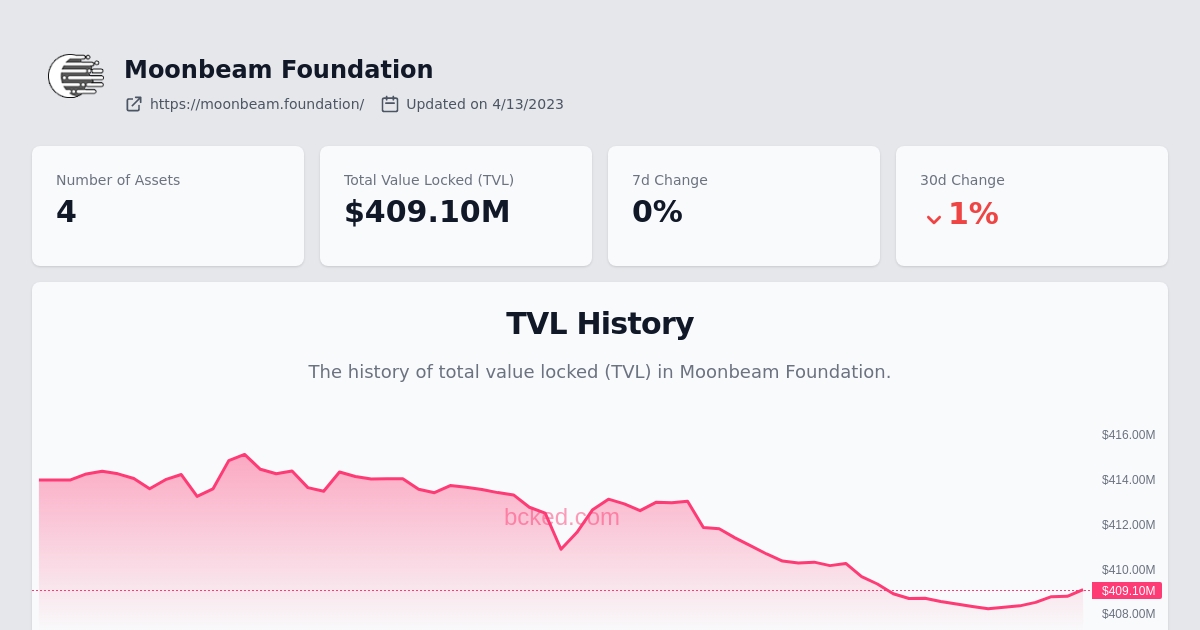 Moonbeam Foundation
https://moonbeam.foundation/ Updated on 4/13/2023
Number of Assets
4
Total Value Locked (TVL)
$409.10M
7d Change
0%
30d Change
1%
TVL History
The history of total value locked (TVL) in Moonbeam Foundation.
$416.00M
$414.00M
bcked.com
$412.00M
$410.00M
$409.10M
$408.00M